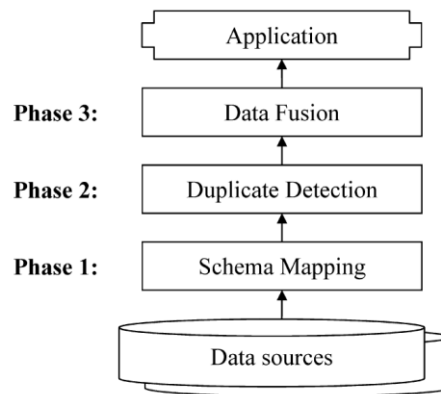 Application
Phase 3: Data Fusion
Phase 2: Duplicate Detection
Phase 1: Schema Mapping
Data sources